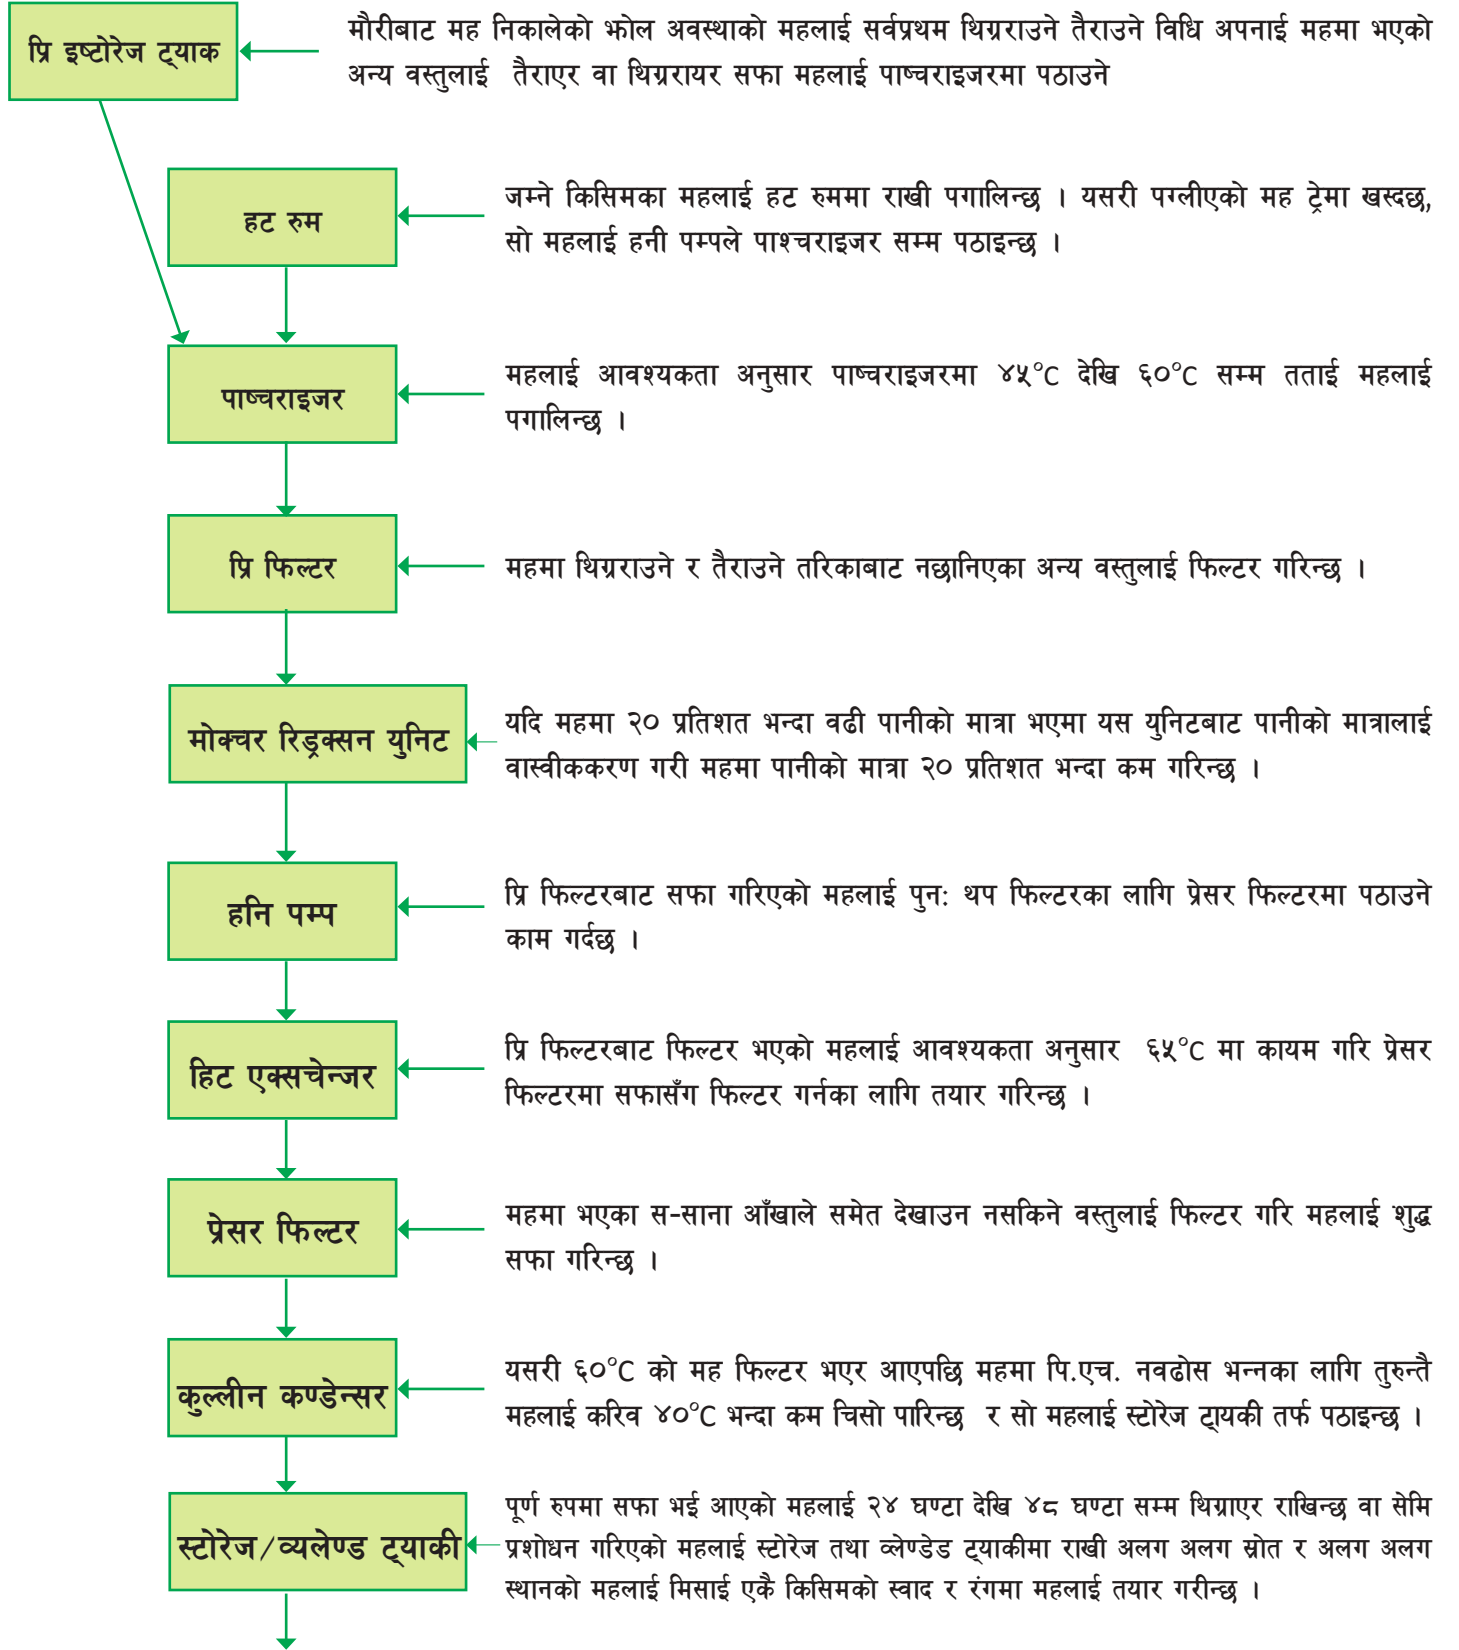 प्रि इष्टोरेज ट्याक
मौरीबाट मह निकालेको झोल अवस्थाको महलाई सर्वप्रथम थिग्रराउने तैराउने विधि अपनाई महमा भएको
अन्य वस्तुलाई तैराएर वा थिग्ररायर सफा महलाई पाष्चराइजरमा पठाउने
हट रुम
जम्ने किसिमका महलाई हट रुममा राखी पगालिन्छ । यसरी पग्लीएको मह ट्रेमा खस्दछ,
सो महलाई हनी पम्पले पाश्चराइजर सम्म पठाइन्छ ।
पाष्चराइजर
महलाई आवश्यकता अनुसार पाष्चराइजरमा ४५°C देखि ६०°C सम्म तताई महलाई
पगालिन्छ ।
प्रि फिल्टर
महमा थिग्रराउने र तैराउने तरिकाबाट नछानिएका अन्य वस्तुलाई फिल्टर गरिन्छ ।
मोक्चर रिड्क्सन युनिट
यदि महमा २० प्रतिशत भन्दा वढी पानीको मात्रा भएमा यस युनिटबाट पानीको मात्रालाई
वास्वीककरण गरी महमा पानीको मात्रा २० प्रतिशत भन्दा कम गरिन्छ ।
हनि पम्प
प्रि फिल्टरबाट सफा गरिएको महलाई पुन: थप फिल्टरका लागि प्रेसर फिल्टरमा पठाउने
काम गर्दछ ।
हिट एक्सचेन्जर
प्रि फिल्टरबाट फिल्टर भएको महलाई आवश्यकता अनुसार ६५°C मा कायम गरि प्रेसर
फिल्टरमा सफासँग फिल्टर गर्नका लागि तयार गरिन्छ ।
प्रेसर फिल्टर
महमा भएका स-साना आँखाले समेत देखाउन नसकिने वस्तुलाई फिल्टर गरि महलाई शुद्ध
सफा गरिन्छ ।
कुल्लीन कण्डेन्सर
यसरी ६०°C को मह फिल्टर भएर आएपछि महमा पि.एच. नवढोस भन्नका लागि तुरुन्तै
महलाई करिव ४०°C भन्दा कम चिसो पारिन्छ र सो महलाई स्टोरेज ट्रायकी तर्फ पठाइन्छ ।
स्टोरेज/व्यलेण्ड ट्याकी
पूर्ण रुपमा सफा भई आएको महलाई २४ घण्टा देखि ४८ घण्टा सम्म थिग्राएर राखिन्छ वा सेमि
प्रशोधन गरिएको महलाई स्टोरेज तथा व्लेण्डेड ट्याकीमा राखी अलग अलग स्रोत र अलग अलग
स्थानको महलाई मिसाई एकै किसिमको स्वाद र रंगमा महलाई तयार गरीन्छ ।